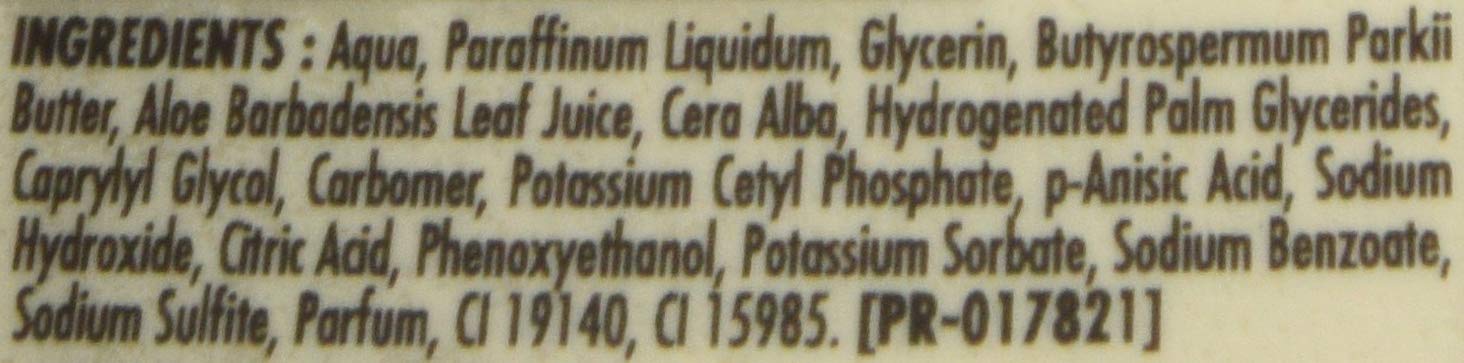 INGREDIENTS : Aqua, Paraffinum Liquidum, Glycerin, Butyrospermum Parkii
Butter, Aloe Barbadensis Leaf Juice, Cera Alba, Hydrogenated Palm Glycerides,
Caprylyl Glycol, Carbomer, Potassium Cetyl Phosphate, p-Anisic Acid, Sodium
Hydroxide, Citric Acid, Phenoxyethanol, Potassium Sorbate, Sodium Benzoate,
Sodium Sulfite, Parfum, CI 19140, CI 15985. [PR-017821]